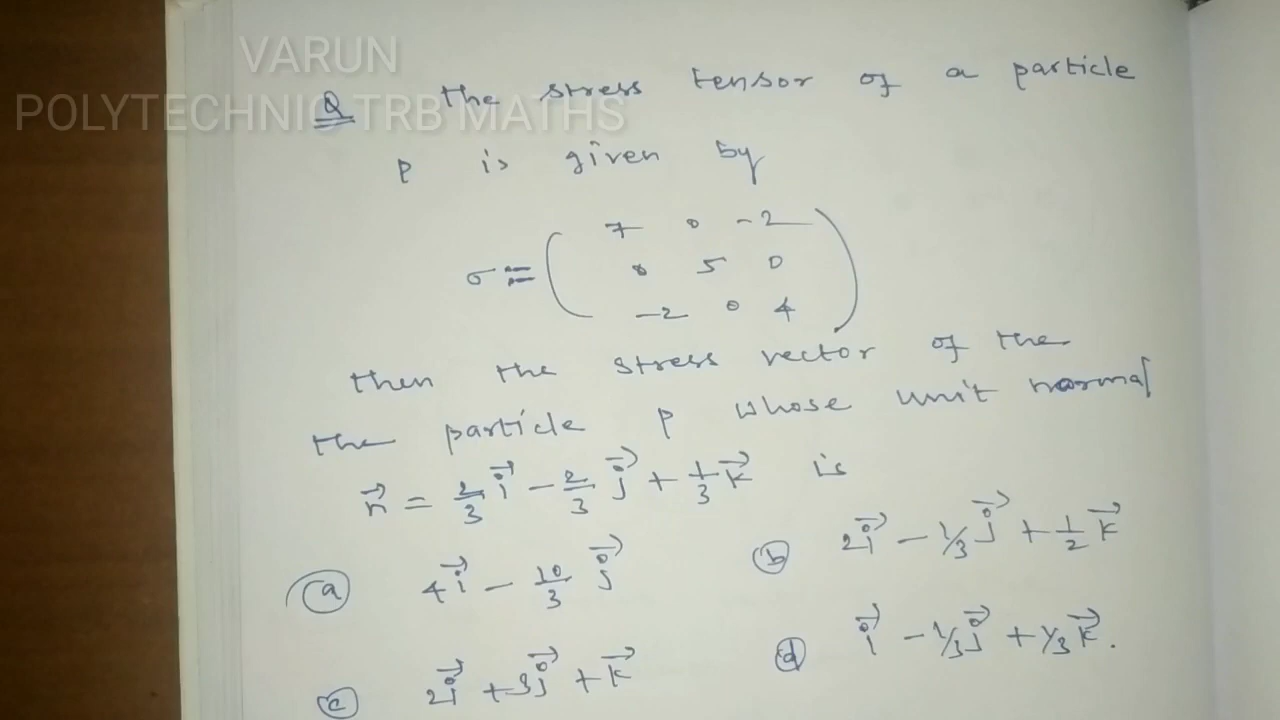 VARUN
POLYTECHNIC TRB MATHS
Q the stress tensor of a particle
P is given by
σ = ( 7 0 -2
0 5 0
-2 0 4 )
then the stress vector of the
the particle P whose unit normal
n⃗ = 2/3 i⃗ - 2/3 j⃗ + 1/3 k⃗ is
(a) 4i⃗ - 10/3 j⃗ (b) 2i⃗ - 1/3 j⃗ + 1/2 k⃗
(c) 2i⃗ + 3j⃗ + k⃗ (d) i⃗ - 1/3 j⃗ + 1/3 k⃗.